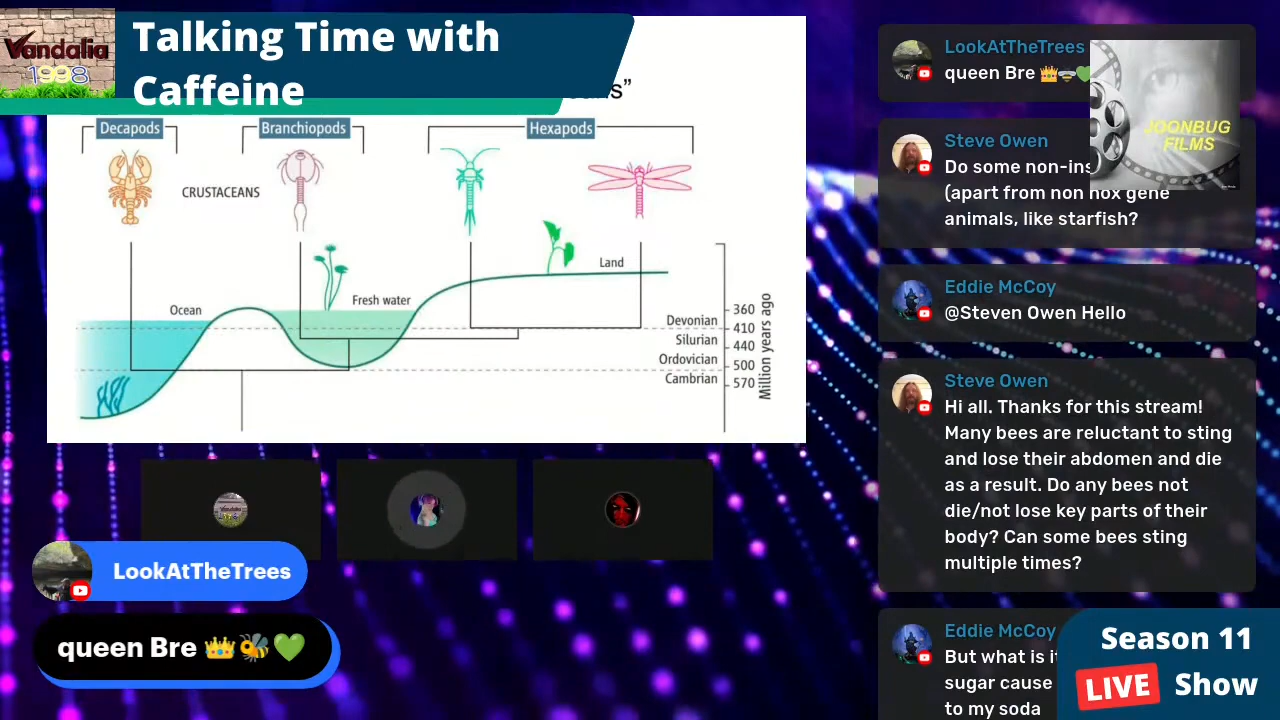 Vandalia
1998
Talking Time with
Caffeine
Decapods
Branchiopods
Hexapods
CRUSTACEANS
Ocean
Fresh water
Land
Devonian
Silurian
Ordovician
Cambrian
360
410
440
500
570
Million years ago
LookAtTheTrees
queen Bre 👑🐝💚
Season 11
LIVE Show
JOONBUG
FILMS
LookAtTheTrees
queen Bre 👑🐝💚
Steve Owen
Do some
(apart from non hox gene
animals, like starfish?
Eddie McCoy
@Steven Owen Hello
Steve Owen
Hi all. Thanks for this stream!
Many bees are reluctant to sting
and lose their abdomen and die
as a result. Do any bees not
die/not lose key parts of their
body? Can some bees sting
multiple times?
Eddie McCoy
But what is
sugar cause
to my soda